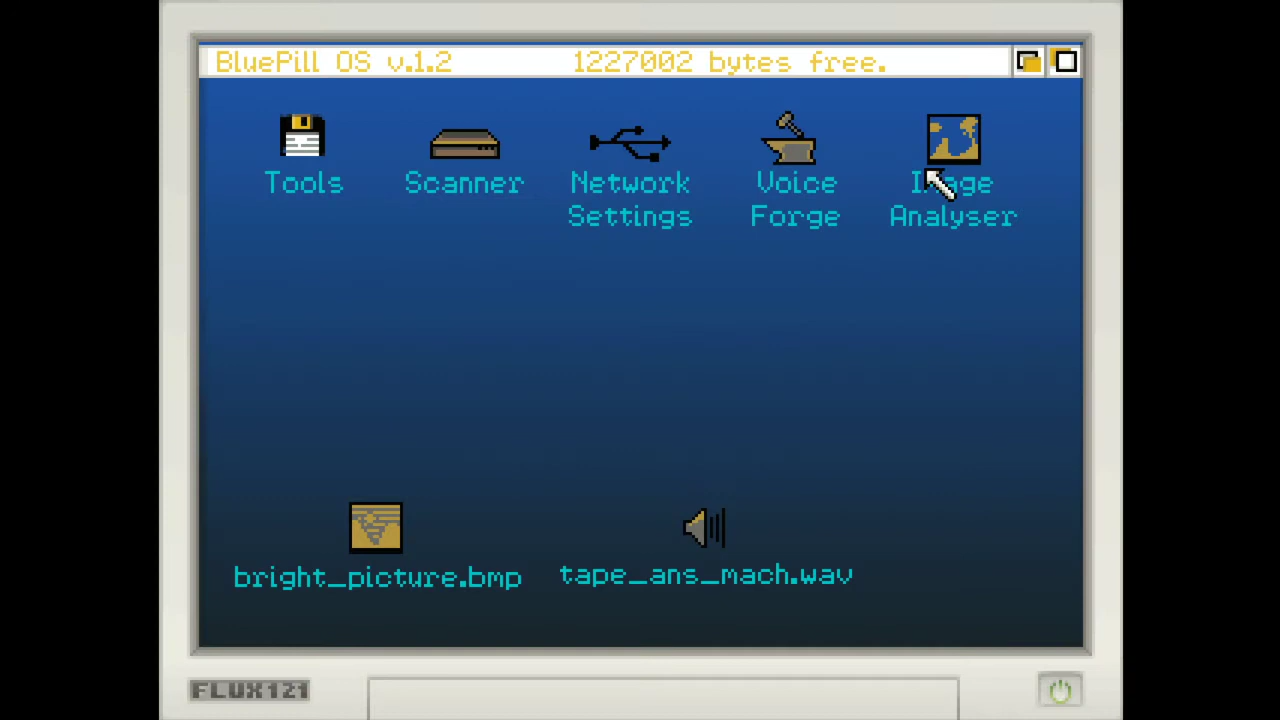 BluePill OS v.1.2 1227002 bytes free.
Tools Scanner Network Voice Image
Settings Forge Analyser
bright_picture.bmp tape_ans_mach.wav
FLUX121